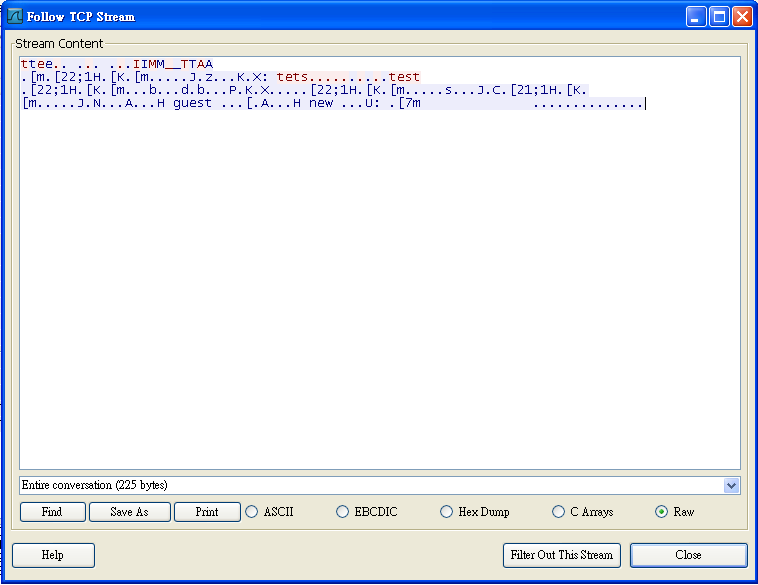 Follow TCP Stream
Stream Content
ttee.. ... ...IIMM__TTAA
.[m.[22;1H.[K.[m.....J.z...K.X: tets..........test
.[22;1H.[K.[m...b...d.b...P.K.X.....[22;1H.[K.[m.....s...J.C.[21;1H.[K.
[m.....J.N...A...H guest ...[.A...H new ...U: .[7m              ..............
Entire conversation (225 bytes)
Find Save As Print ASCII EBCDIC Hex Dump C Arrays Raw
Help Filter Out This Stream Close